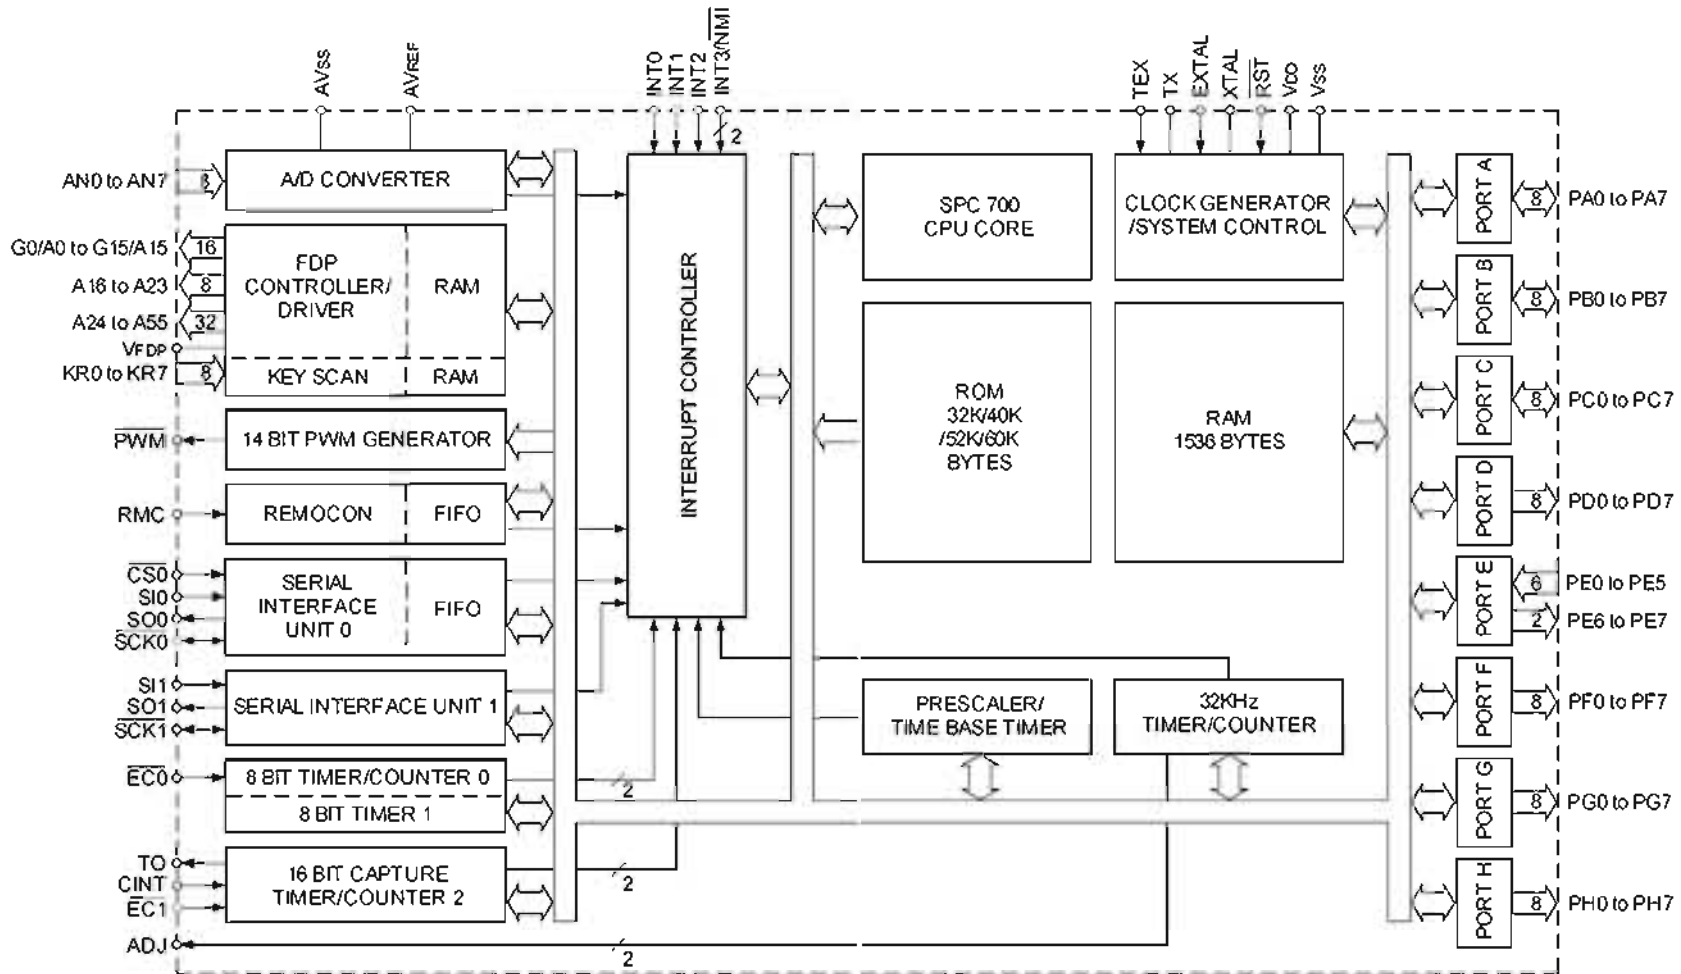 AVSS
AVREF
INT0
INT1
INT2
INT3/NMI
2
TEX
TX
EXTAL
XTAL
RST
VDD
VSS
AN0 to AN7
8
A/D CONVERTER
G0/A0 to G15/A15
16
A16 to A23
8
A24 to A55
32
VFDP
KR0 to KR7
8
FDP
CONTROLLER/
DRIVER
RAM
KEY SCAN
RAM
PWM
14 BIT PWM GENERATOR
RMC
REMOCON
FIFO
CS0
SI0
SO0
SCK0
SERIAL
INTERFACE
UNIT 0
FIFO
SI1
SO1
SCK1
SERIAL INTERFACE UNIT 1
EC0
8 BIT TIMER/COUNTER 0
8 BIT TIMER 1
2
TO
CINT
EC1
16 BIT CAPTURE
TIMER/COUNTER 2
2
ADJ
2
INTERRUPT CONTROLLER
SPC 700
CPU CORE
CLOCK GENERATOR
/SYSTEM CONTROL
ROM
32K/40K
/52K/60K
BYTES
RAM
1536 BYTES
PRESCALER/
TIME BASE TIMER
32KHz
TIMER/COUNTER
PORT A
8
PA0 to PA7
PORT B
8
PB0 to PB7
PORT C
8
PC0 to PC7
PORT D
8
PD0 to PD7
PORT E
6
PE0 to PE5
2
PE6 to PE7
PORT F
8
PF0 to PF7
PORT G
8
PG0 to PG7
PORT H
8
PH0 to PH7